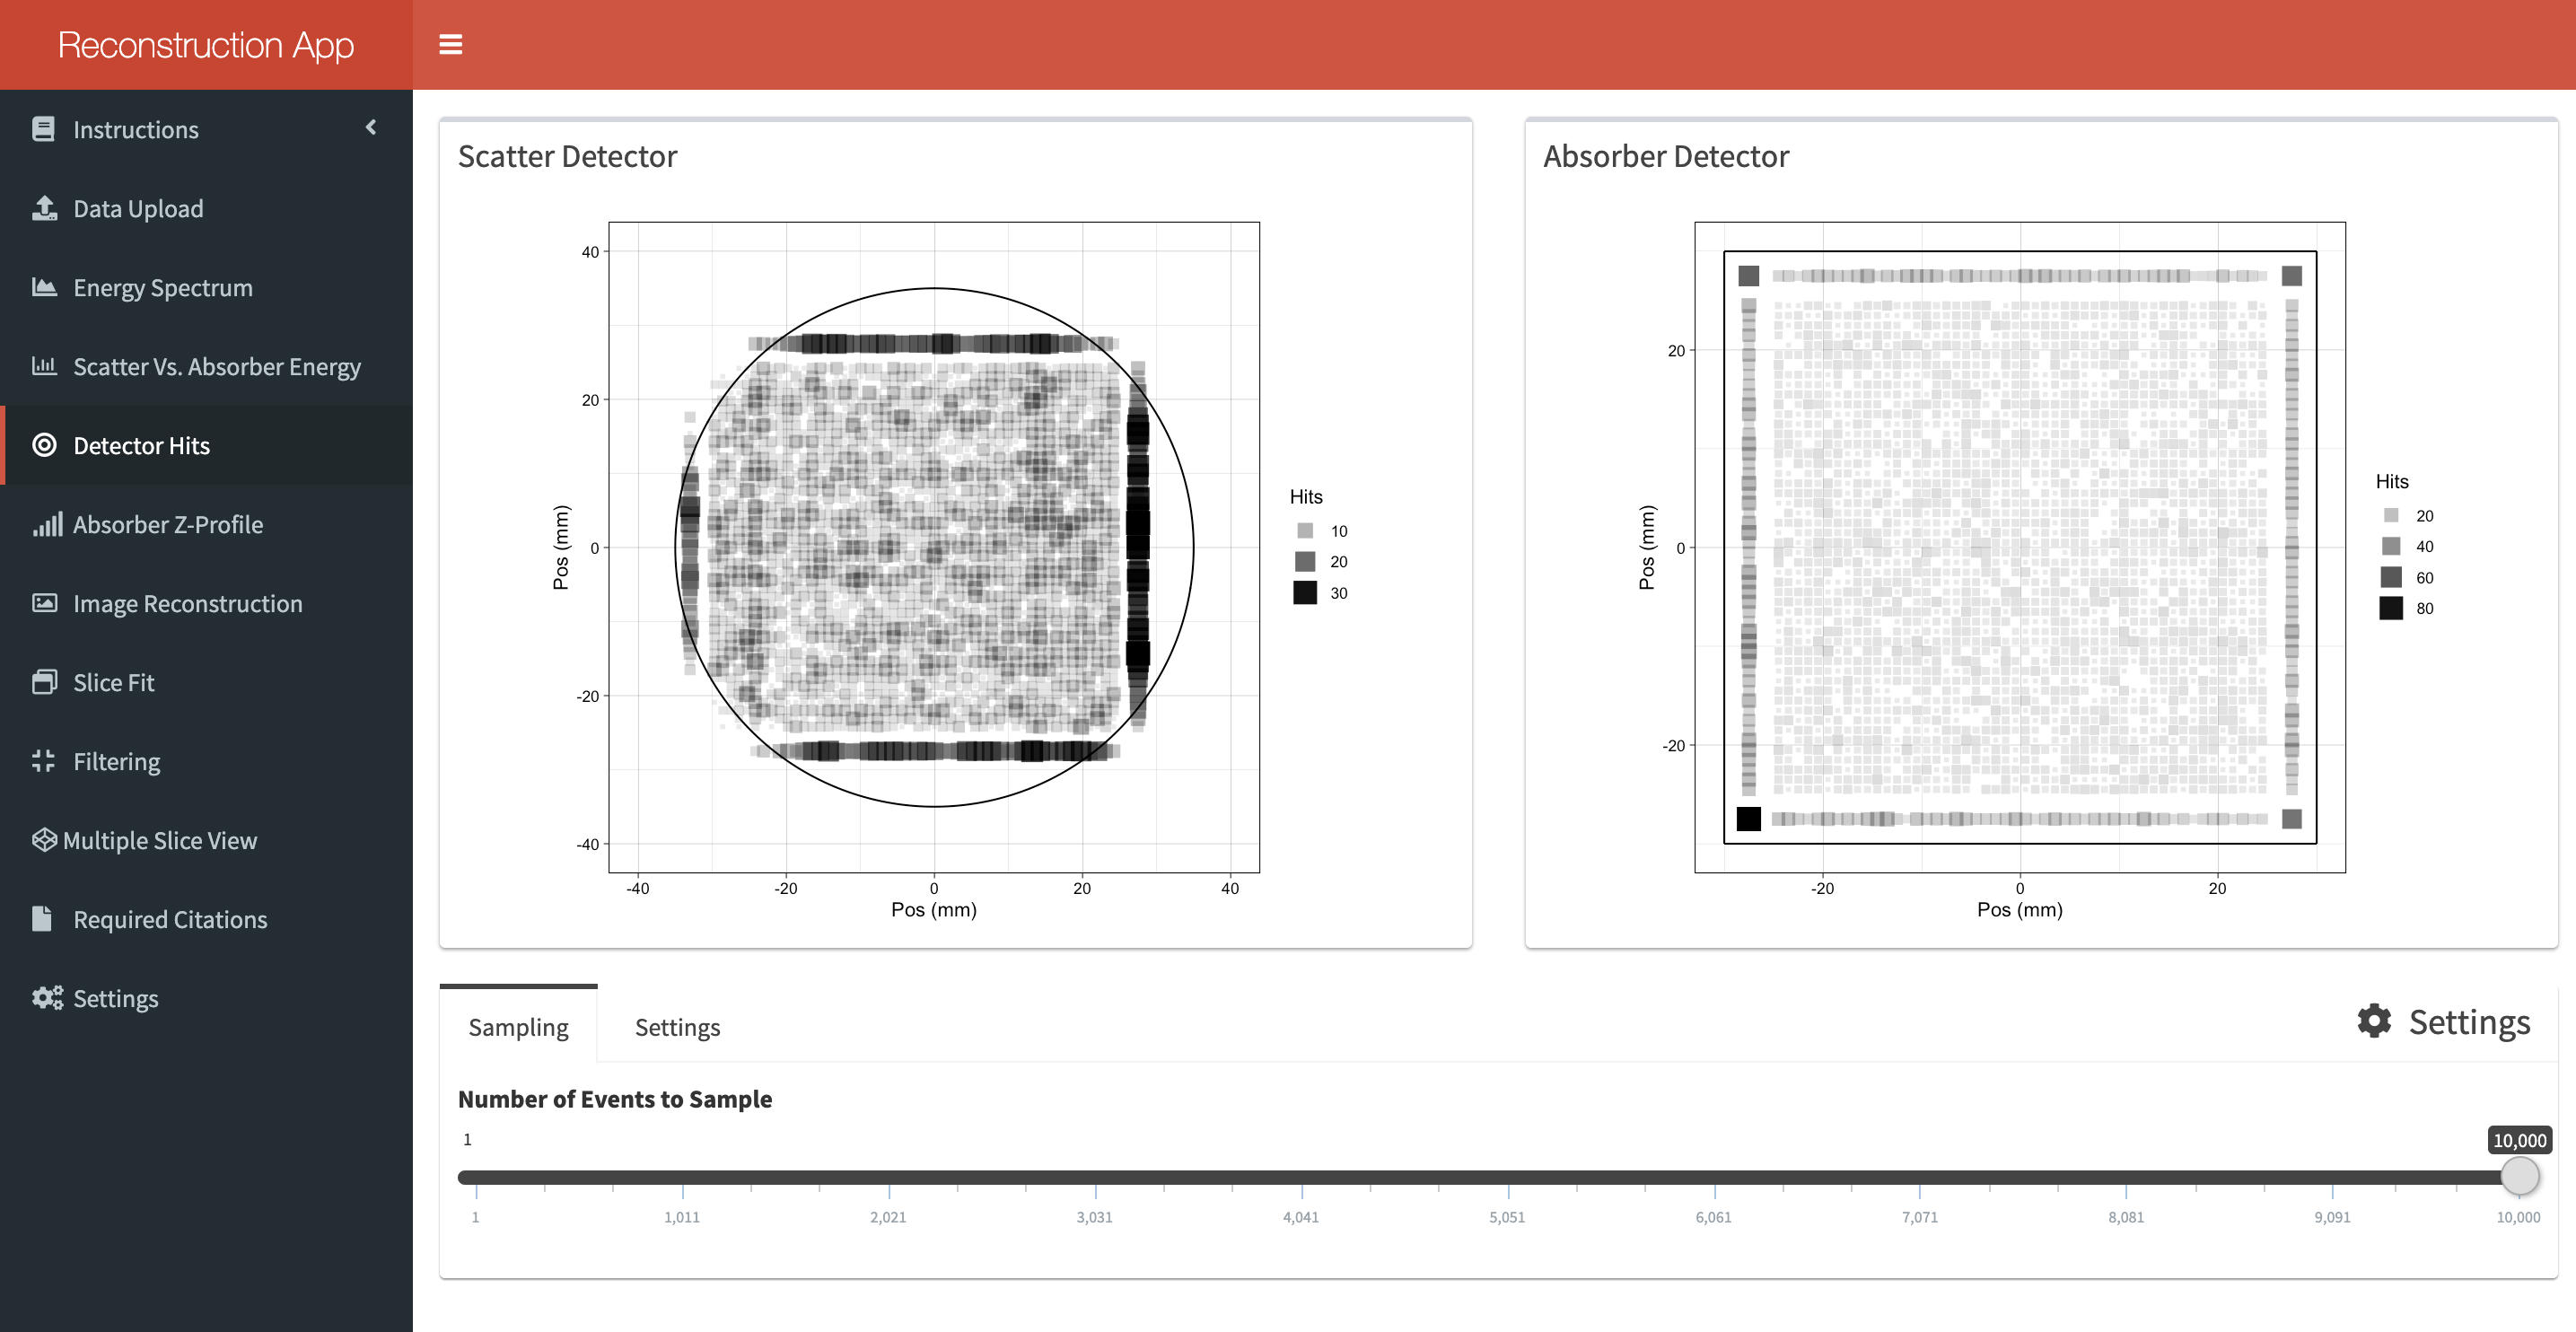 Reconstruction App
Instructions
Data Upload
Energy Spectrum
Scatter Vs. Absorber Energy
Detector Hits
Absorber Z-Profile
Image Reconstruction
Slice Fit
Filtering
Multiple Slice View
Required Citations
Settings
Scatter Detector
40
20
0
-20
-40
Pos (mm)
-40 -20 0 20 40
Pos (mm)
Hits
10
20
30
Absorber Detector
20
0
-20
Pos (mm)
-20 0 20
Pos (mm)
Hits
20
40
60
80
Sampling Settings Settings
Number of Events to Sample
1 10,000
1 1,011 2,021 3,031 4,041 5,051 6,061 7,071 8,081 9,091 10,000